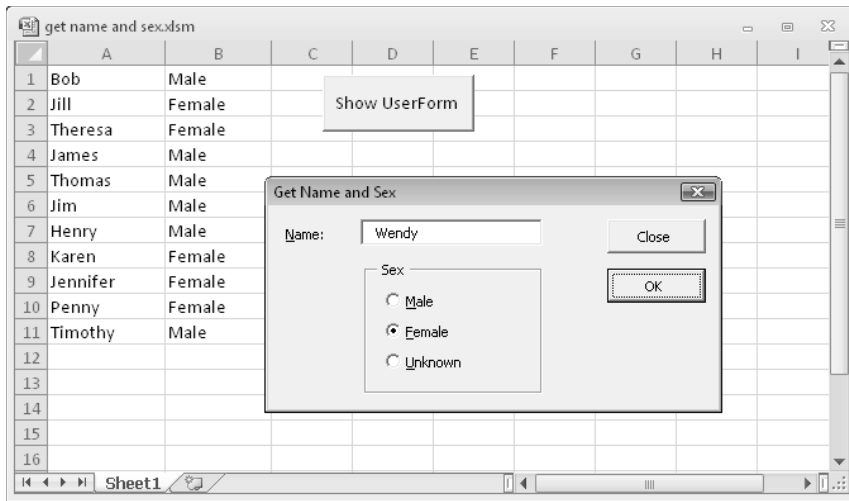 get name and sex.xlsm
A B C D E F G H I
1 Bob Male
2 Jill Female
3 Theresa Female
4 James Male
5 Thomas Male
6 Jim Male
7 Henry Male
8 Karen Female
9 Jennifer Female
10 Penny Female
11 Timothy Male
12
13
14
15
16
Show UserForm
Get Name and Sex
Name: Wendy
Close
Sex
OK
Male
Female
Unknown
Sheet1